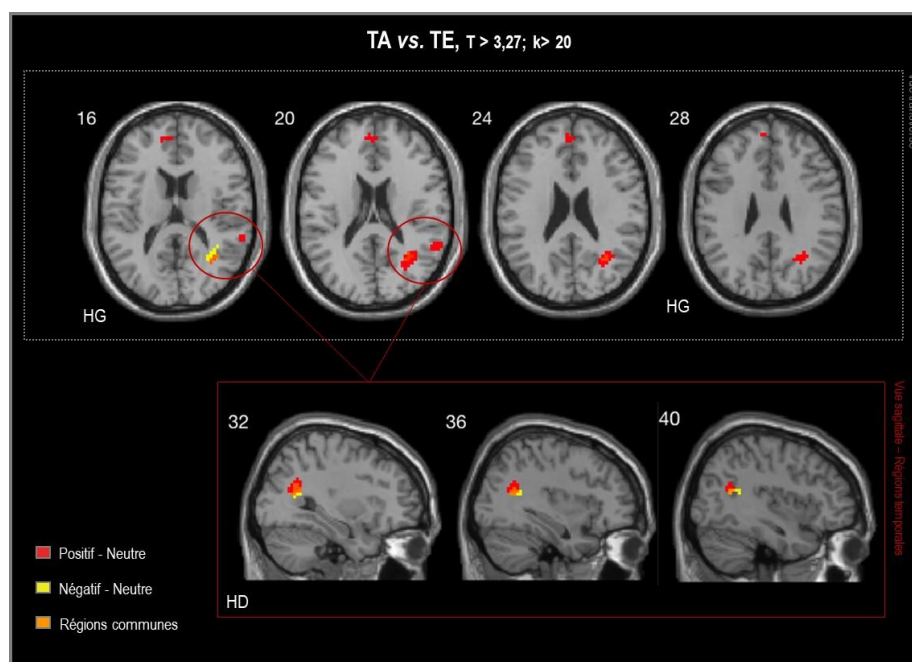 TA vs. TE, T > 3,27; k> 20
16
20
24
28
HG
HG
32
36
40
HD
Vue sagittale – Régions temporales
Positif - Neutre
Négatif - Neutre
Régions communes